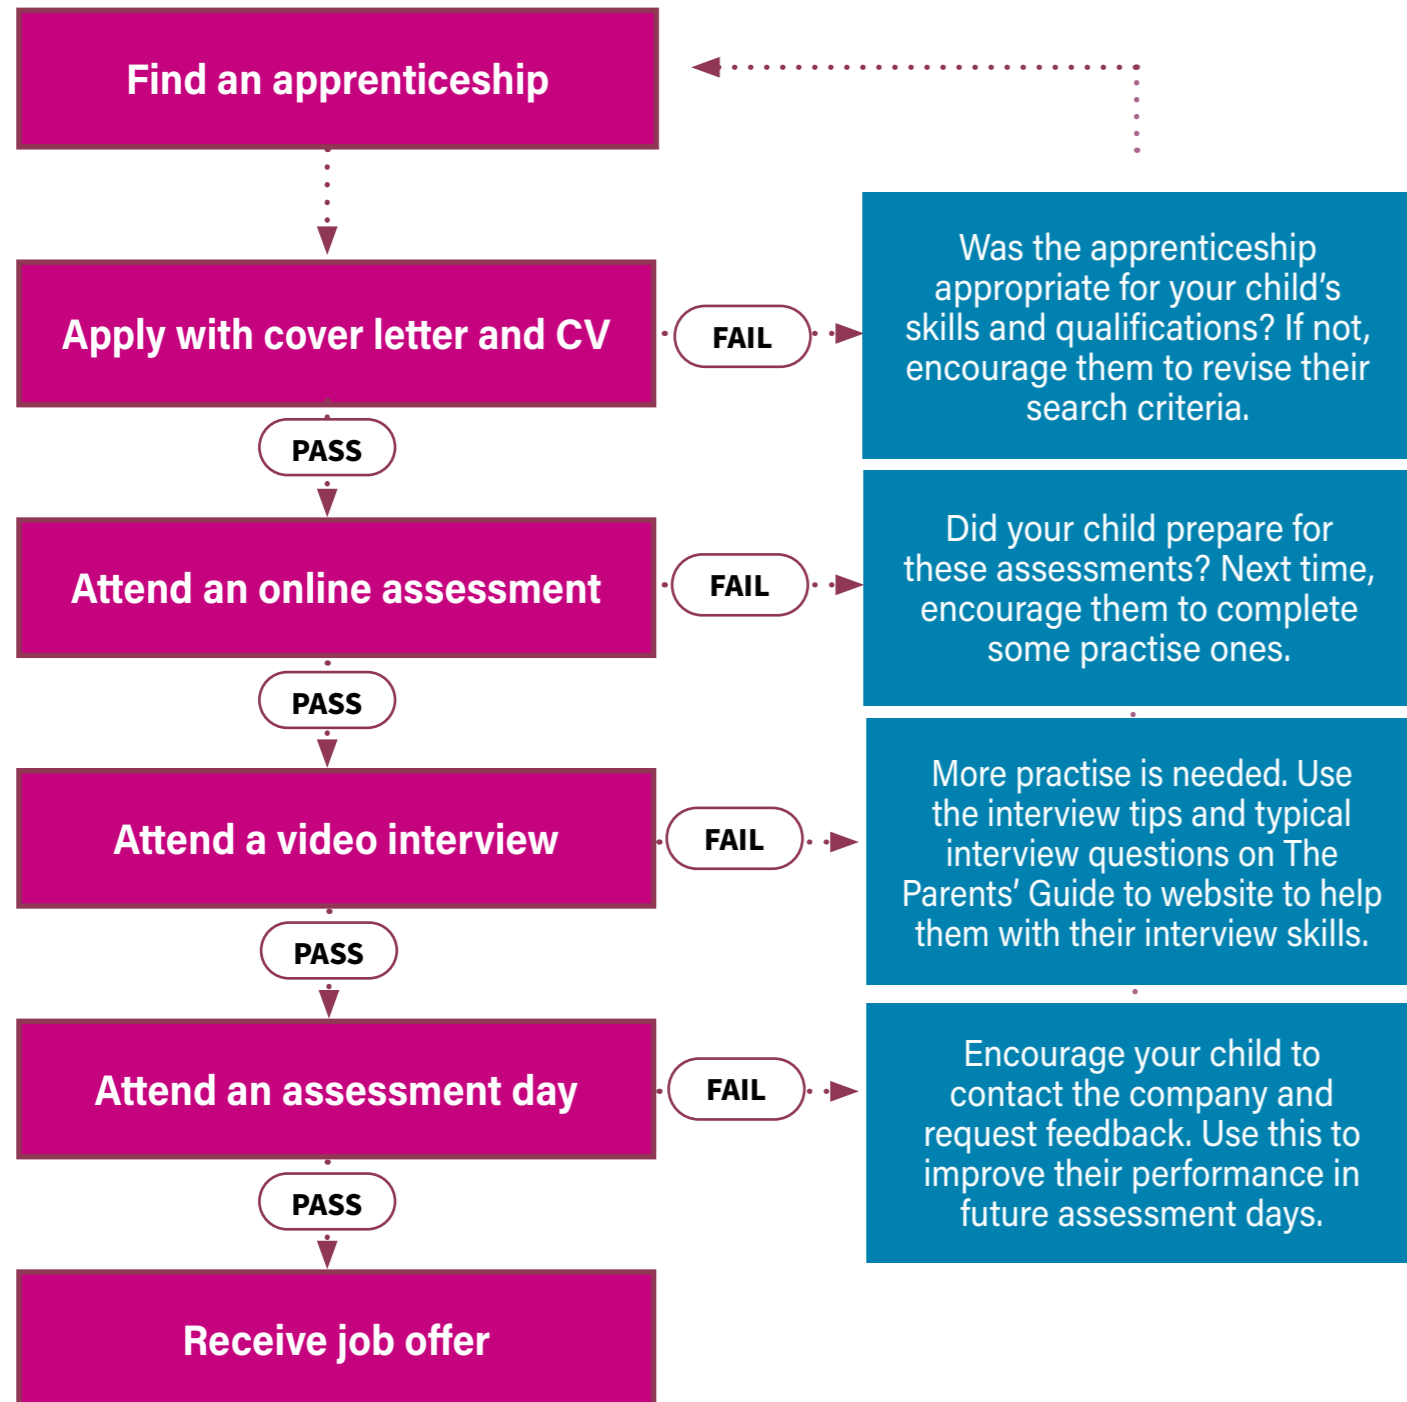 Find an apprenticeship
Apply with cover letter and CV
FAIL
Was the apprenticeship
appropriate for your child's
skills and qualifications? If not,
encourage them to revise their
search criteria.
PASS
Attend an online assessment
FAIL
Did your child prepare for
these assessments? Next time,
encourage them to complete
some practise ones.
PASS
Attend a video interview
FAIL
More practise is needed. Use
the interview tips and typical
interview questions on The
Parents’ Guide to website to help
them with their interview skills.
PASS
Attend an assessment day
FAIL
Encourage your child to
contact the company and
request feedback. Use this to
improve their performance in
future assessment days.
PASS
Receive job offer